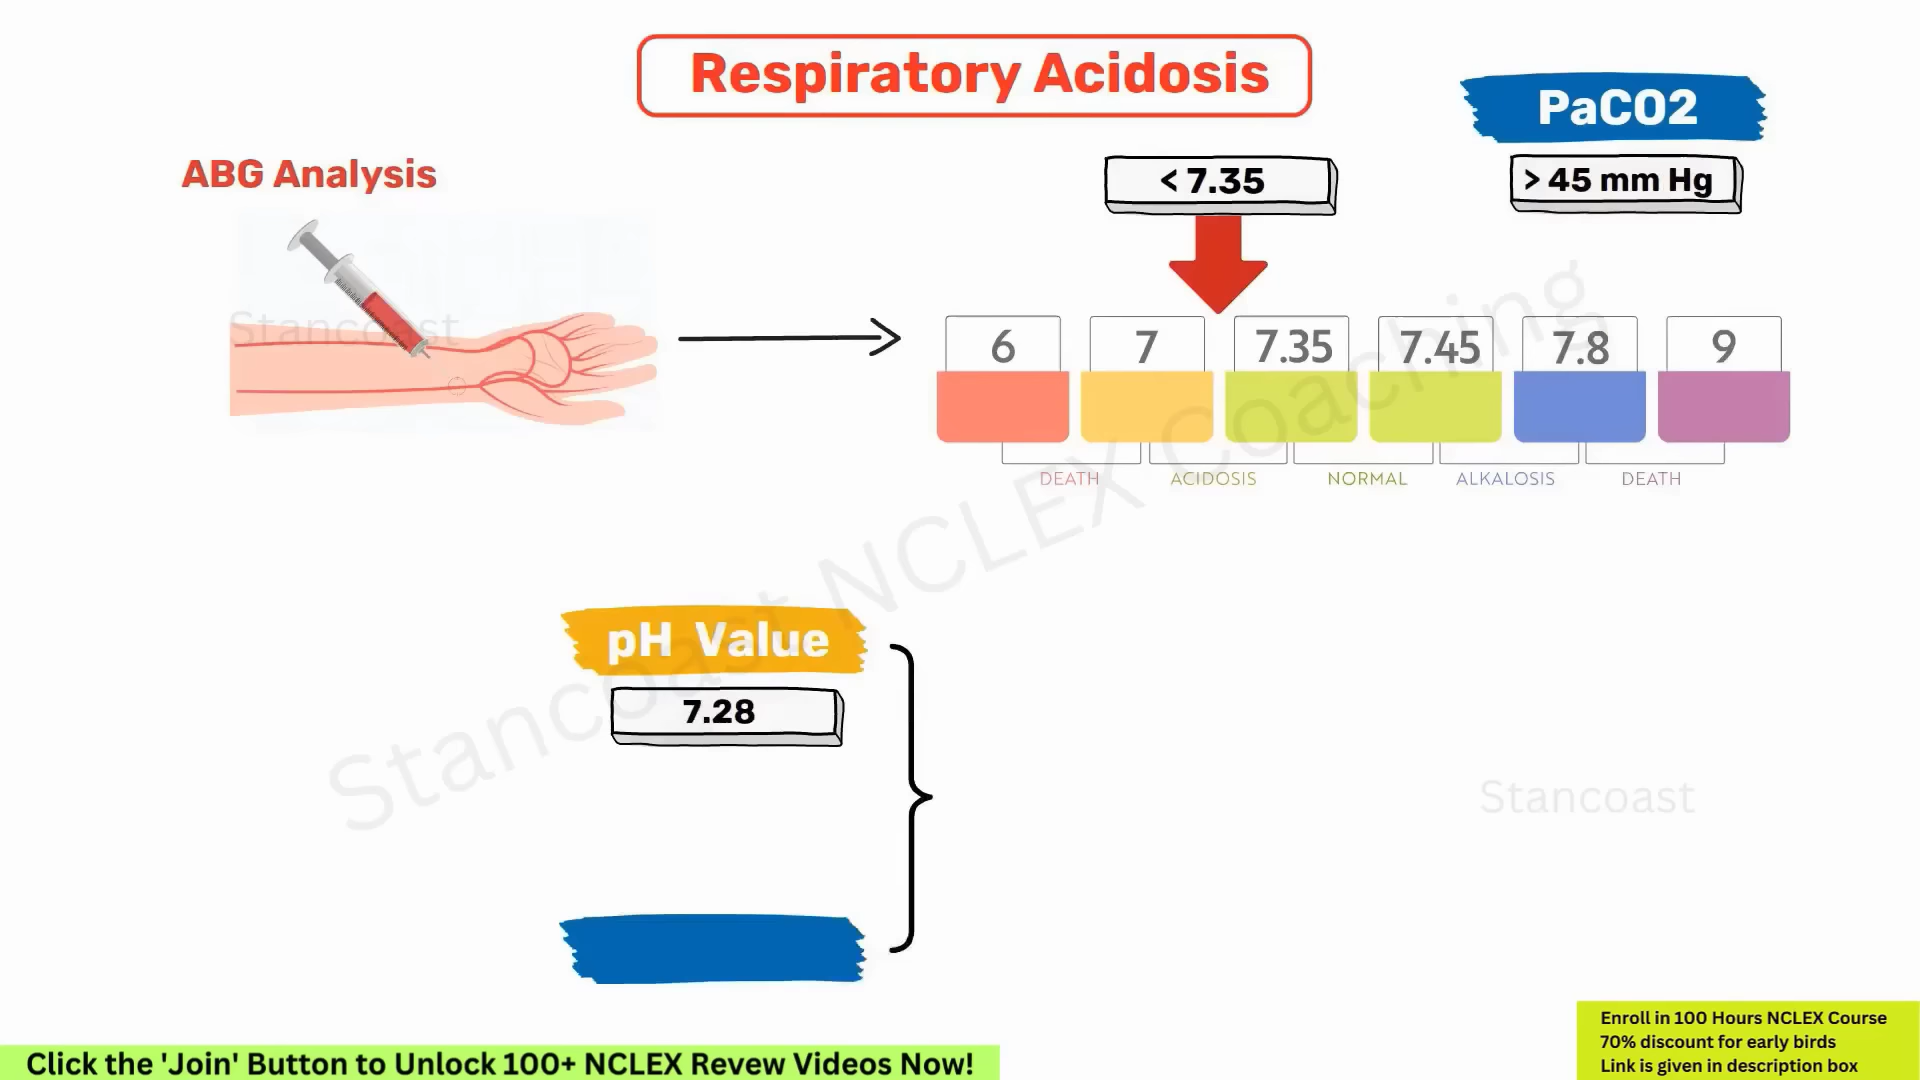 Respiratory Acidosis
PaCO2
ABG Analysis
< 7.35
> 45 mm Hg
Stancoast
6 7 7.35 7.45 7.8 9
DEATH ACIDOSIS NORMAL ALKALOSIS DEATH
Stancoast NCLEX Coaching
pH Value
7.28
Stancoast
Enroll in 100 Hours NCLEX Course
70% discount for early birds
Link is given in description box
Click the 'Join' Button to Unlock 100+ NCLEX Revew Videos Now!